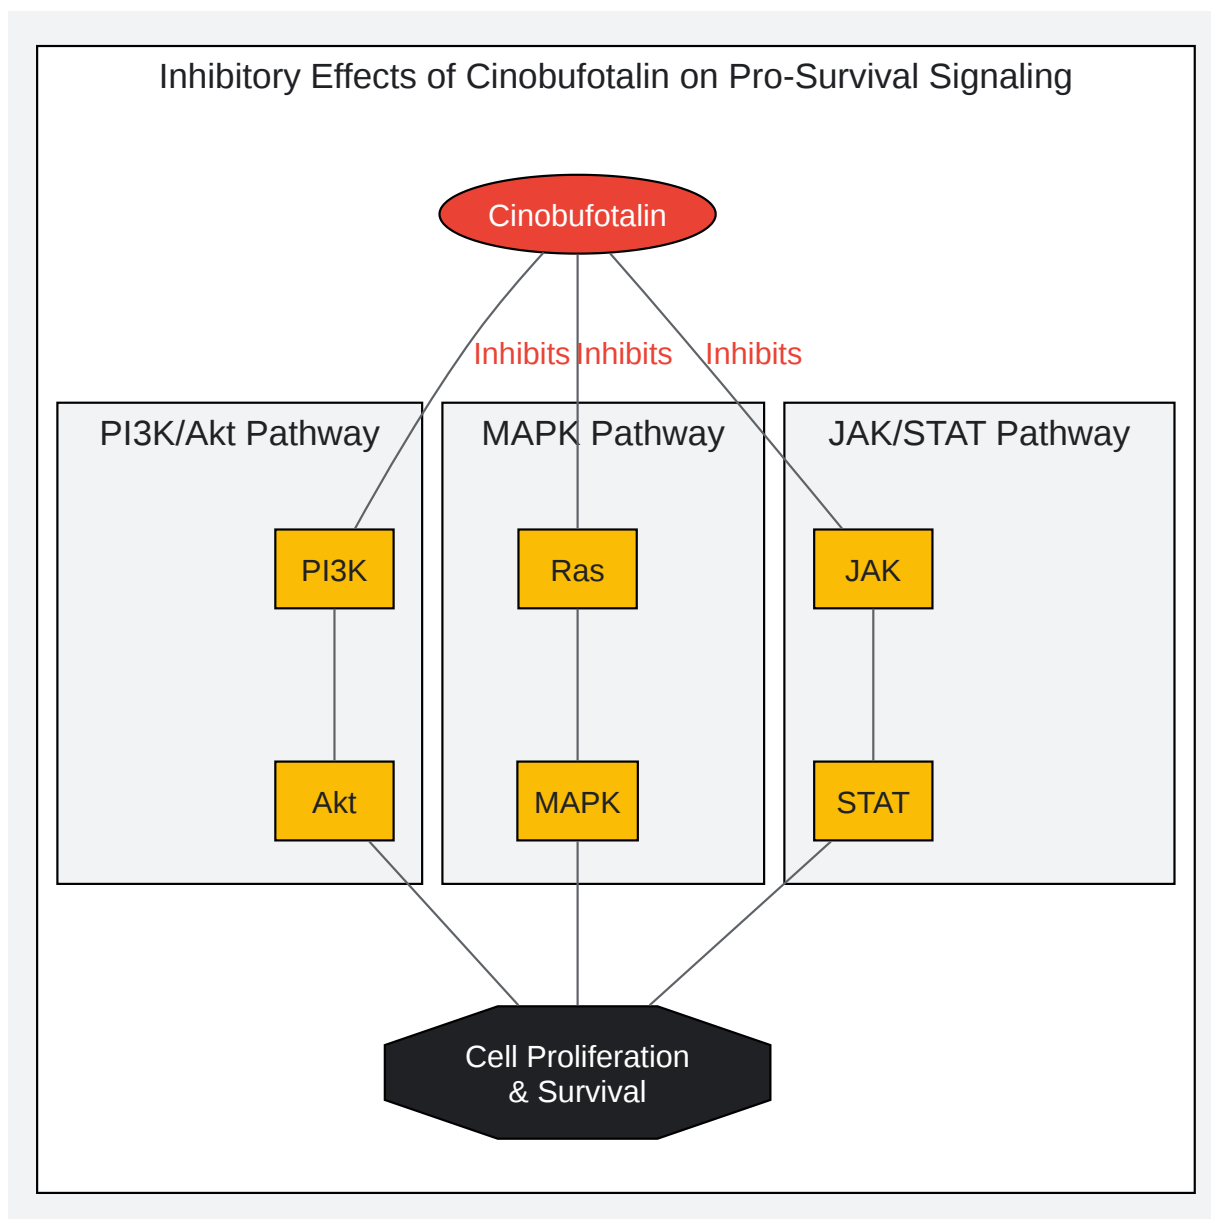 Inhibitory Effects of Cinobufotalin on Pro-Survival Signaling
Cinobufotalin
Inhibits
Inhibits
Inhibits
PI3K/Akt Pathway
MAPK Pathway
JAK/STAT Pathway
PI3K
Ras
JAK
Akt
MAPK
STAT
Cell Proliferation
& Survival